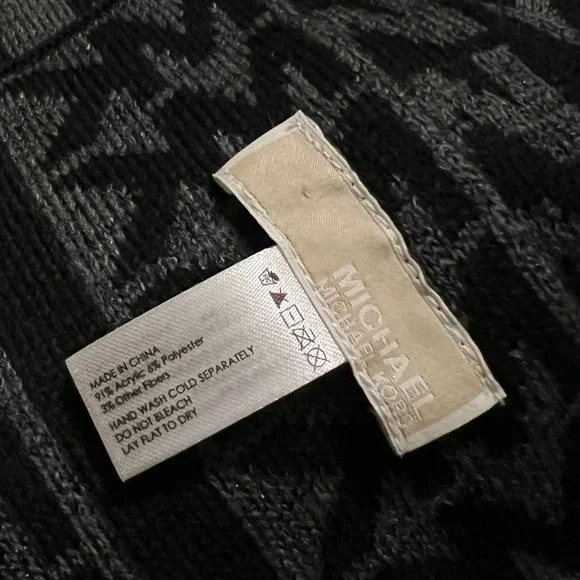 MICHAEL
MICHAEL KORS
MADE IN CHINA
91% Acrylic 6% Polyester
3% Other Fibers
HAND WASH COLD SEPARATELY
DO NOT BLEACH
LAY FLAT TO DRY